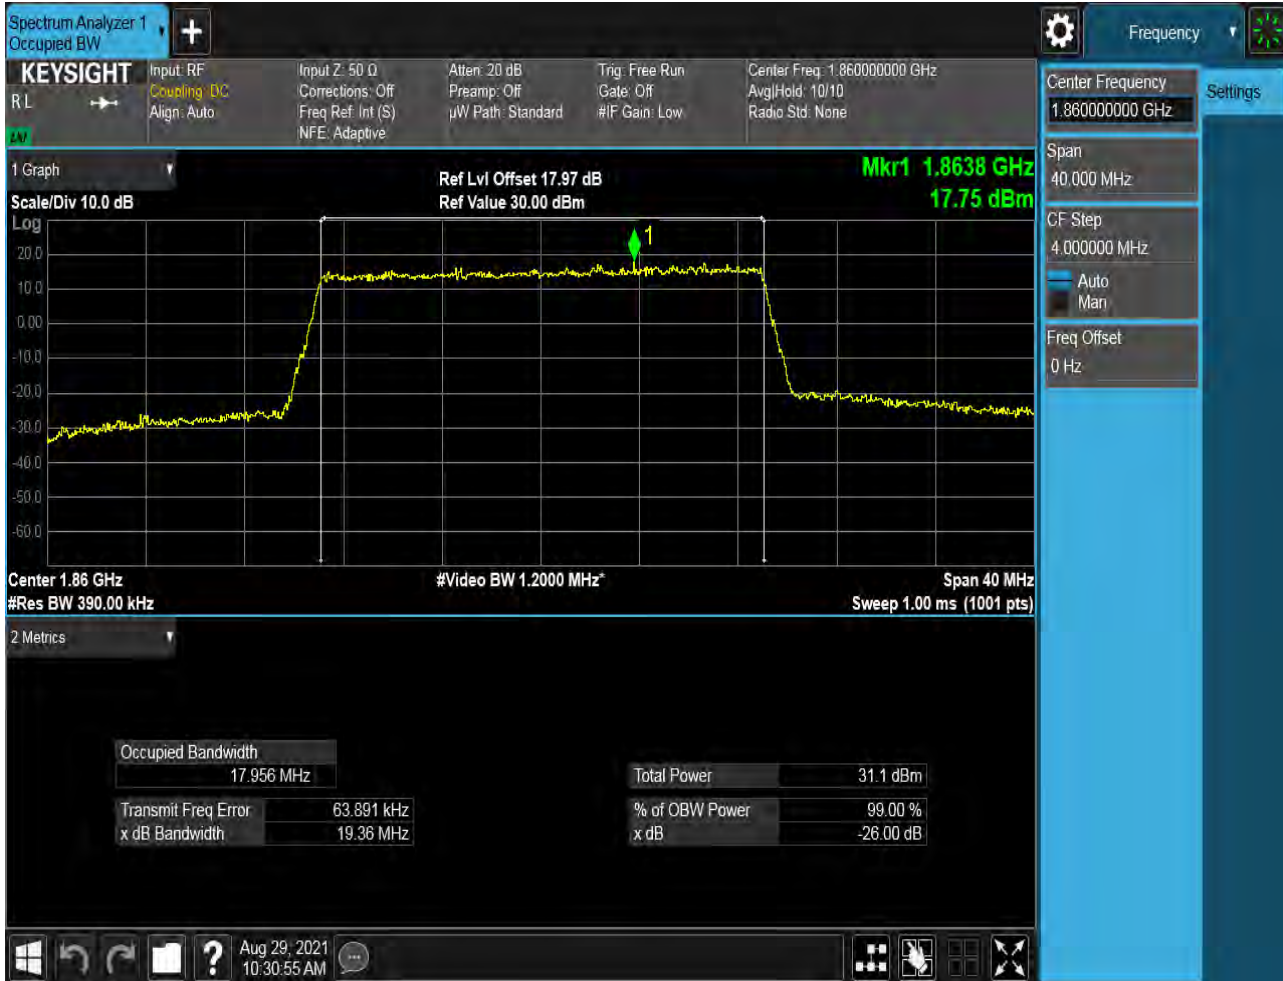 Spectrum Analyzer 1
Occupied BW
Frequency
KEYSIGHT
R L
Input: RF
Coupling: DC
Align: Auto
Input Z: 50 Ω
Corrections: Off
Freq Ref: Int (S)
NFE: Adaptive
Atten: 20 dB
Preamp: Off
µW Path: Standard
Trig: Free Run
Gate: Off
#IF Gain: Low
Center Freq: 1.860000000 GHz
Avg|Hold: 10/10
Radio Std: None
Center Frequency
1.860000000 GHz
Settings
Span
40.000 MHz
CF Step
4.000000 MHz
Auto
Man
Freq Offset
0 Hz
1 Graph
Scale/Div 10.0 dB
Ref Lvl Offset 17.97 dB
Ref Value 30.00 dBm
Mkr1 1.8638 GHz
17.75 dBm
Log
1
20.0
10.0
0.00
-10.0
-20.0
-30.0
-40.0
-50.0
-60.0
Center 1.86 GHz
#Video BW 1.2000 MHz*
Span 40 MHz
#Res BW 390.00 kHz
Sweep 1.00 ms (1001 pts)
2 Metrics
Occupied Bandwidth
17.956 MHz
Total Power 31.1 dBm
Transmit Freq Error 63.891 kHz
% of OBW Power 99.00 %
x dB Bandwidth 19.36 MHz
x dB -26.00 dB
?
Aug 29, 2021
10:30:55 AM